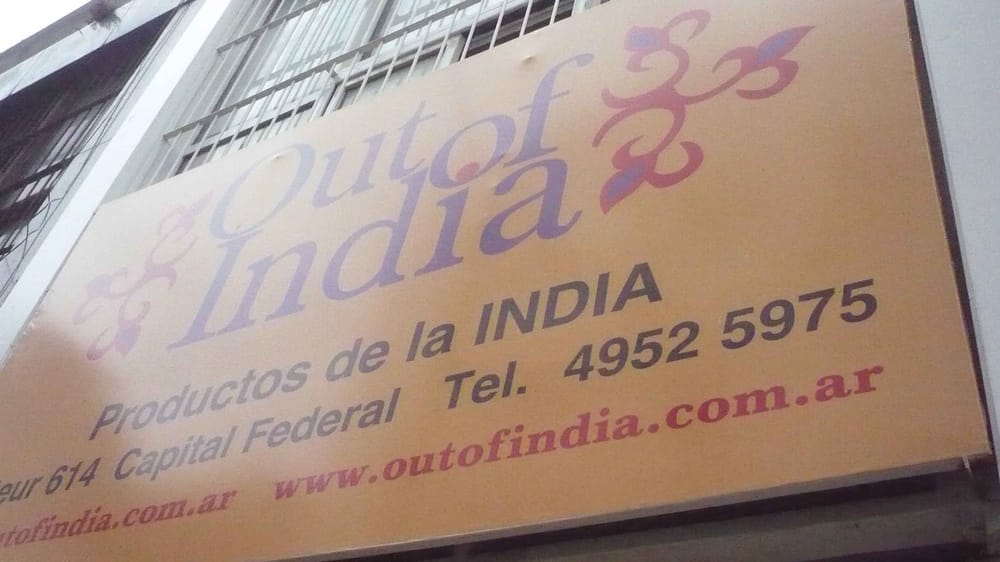 Out of
India
Productos de la INDIA
614 Capital Federal Tel. 4952 5975
www.outofindia.com.ar